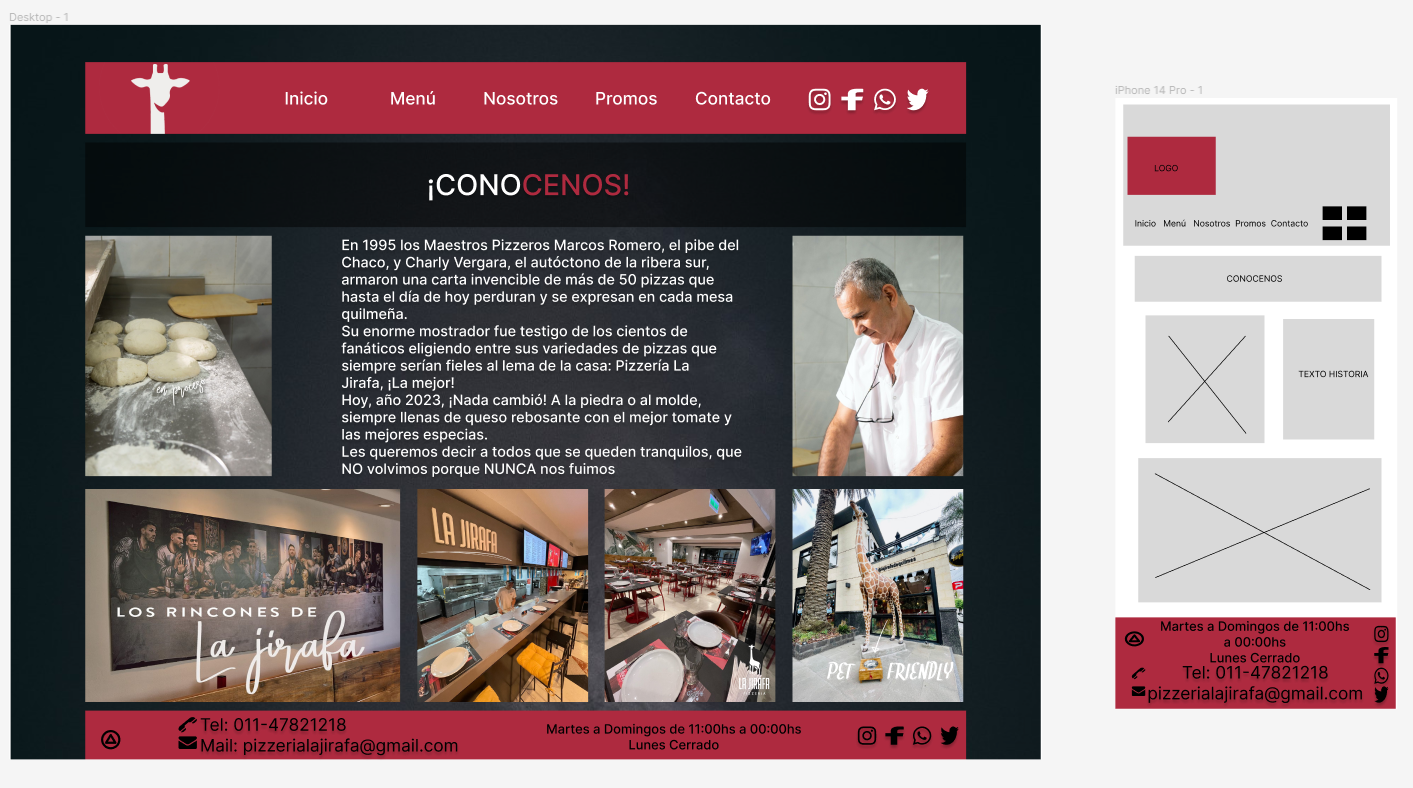 Desktop - 1
Inicio
Menú
Nosotros
Promos
Contacto
¡CONOCENOS!
En 1995 los Maestros Pizzeros Marcos Romero, el pibe del
Chaco, y Charly Vergara, el autóctono de la ribera sur,
armaron una carta invencible de más de 50 pizzas que
hasta el día de hoy perduran y se expresan en cada mesa
quilmeña.
Su enorme mostrador fue testigo de los cientos de
fanáticos eligiendo entre sus variedades de pizzas que
siempre serían fieles al lema de la casa: Pizzería La
Jirafa, ¡La mejor!
Hoy, año 2023, ¡Nada cambió! A la piedra o al molde,
siempre llenas de queso rebosante con el mejor tomate y
las mejores especias.
Les queremos decir a todos que se queden tranquilos, que
NO volvimos porque NUNCA nos fuimos
en proceso
LOS RINCONES DE
La jirafa
LA JIRAFA
LA JIRAFA
PIZZERIA
PET FRIENDLY
Tel: 011-47821218
Mail: pizzerialajirafa@gmail.com
Martes a Domingos de 11:00hs a 00:00hs
Lunes Cerrado
iPhone 14 Pro - 1
LOGO
Inicio Menú Nosotros Promos Contacto
CONOCENOS
TEXTO HISTORIA
Martes a Domingos de 11:00hs
a 00:00hs
Lunes Cerrado
Tel: 011-47821218
pizzerialajirafa@gmail.com